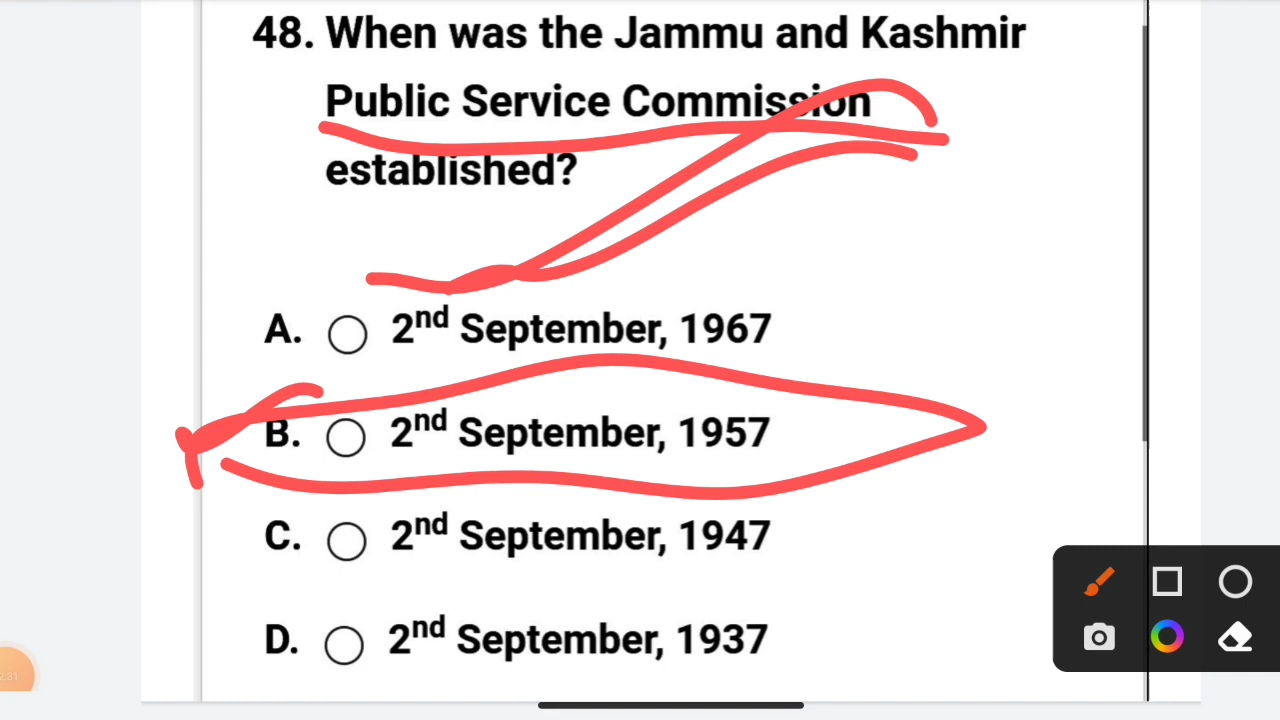 48. When was the Jammu and Kashmir
Public Service Commission
established?
A. 2nd September, 1967
B. 2nd September, 1957
C. 2nd September, 1947
D. 2nd September, 1937